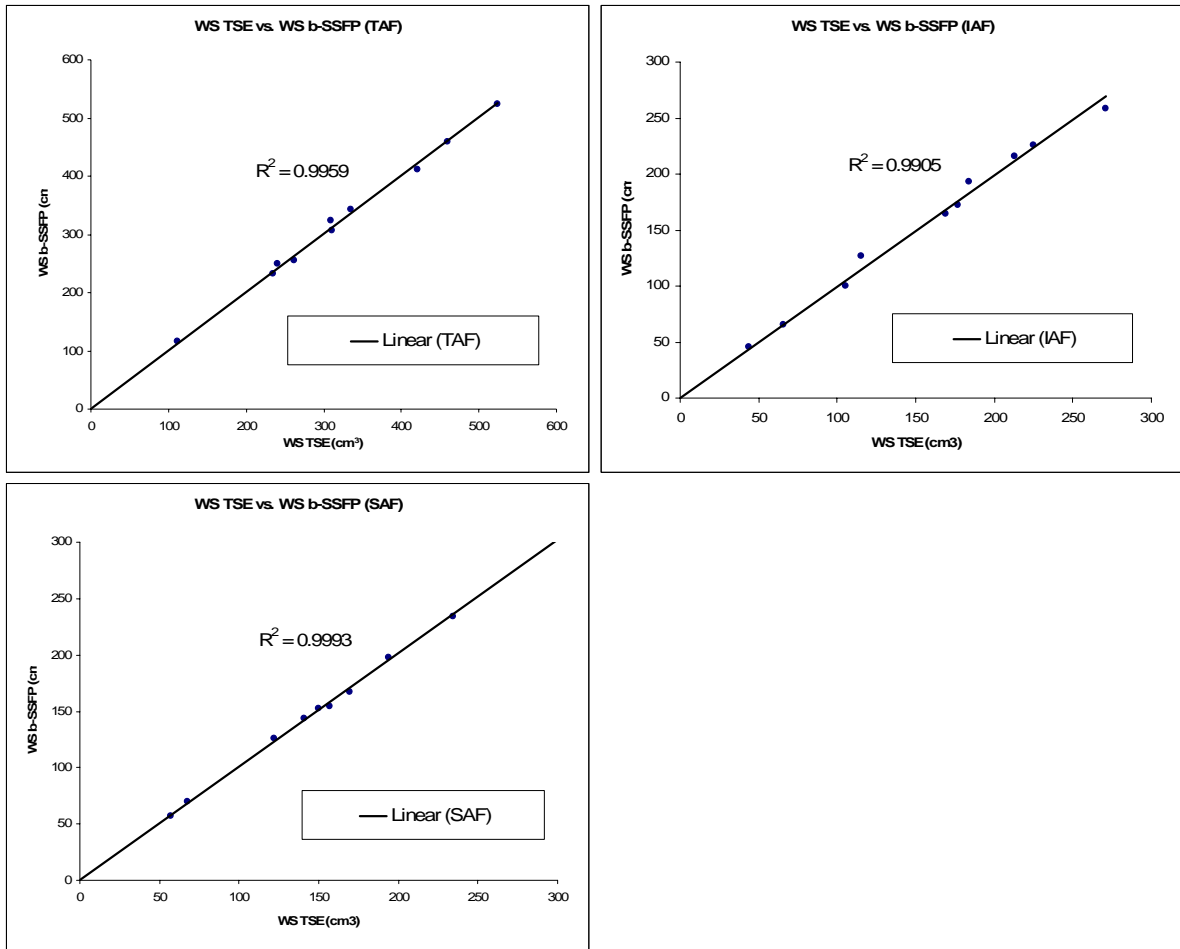 WS TSE vs. WS b-SSFP (TAF)
600
500
400
300
200
100
0
WS b-SSFP (cm
R² = 0.9959
Linear (TAF)
0 100 200 300 400 500 600
WS TSE (cm³)
WS TSE vs. WS b-SSFP (IAF)
300
250
200
150
100
50
0
WS b-SSFP (cm
R² = 0.9905
Linear (IAF)
0 50 100 150 200 250 300
WS TSE (cm3)
WS TSE vs. WS b-SSFP (SAF)
300
250
200
150
100
50
0
WS b-SSFP (cm
R² = 0.9993
Linear (SAF)
0 50 100 150 200 250 300
WS TSE (cm3)